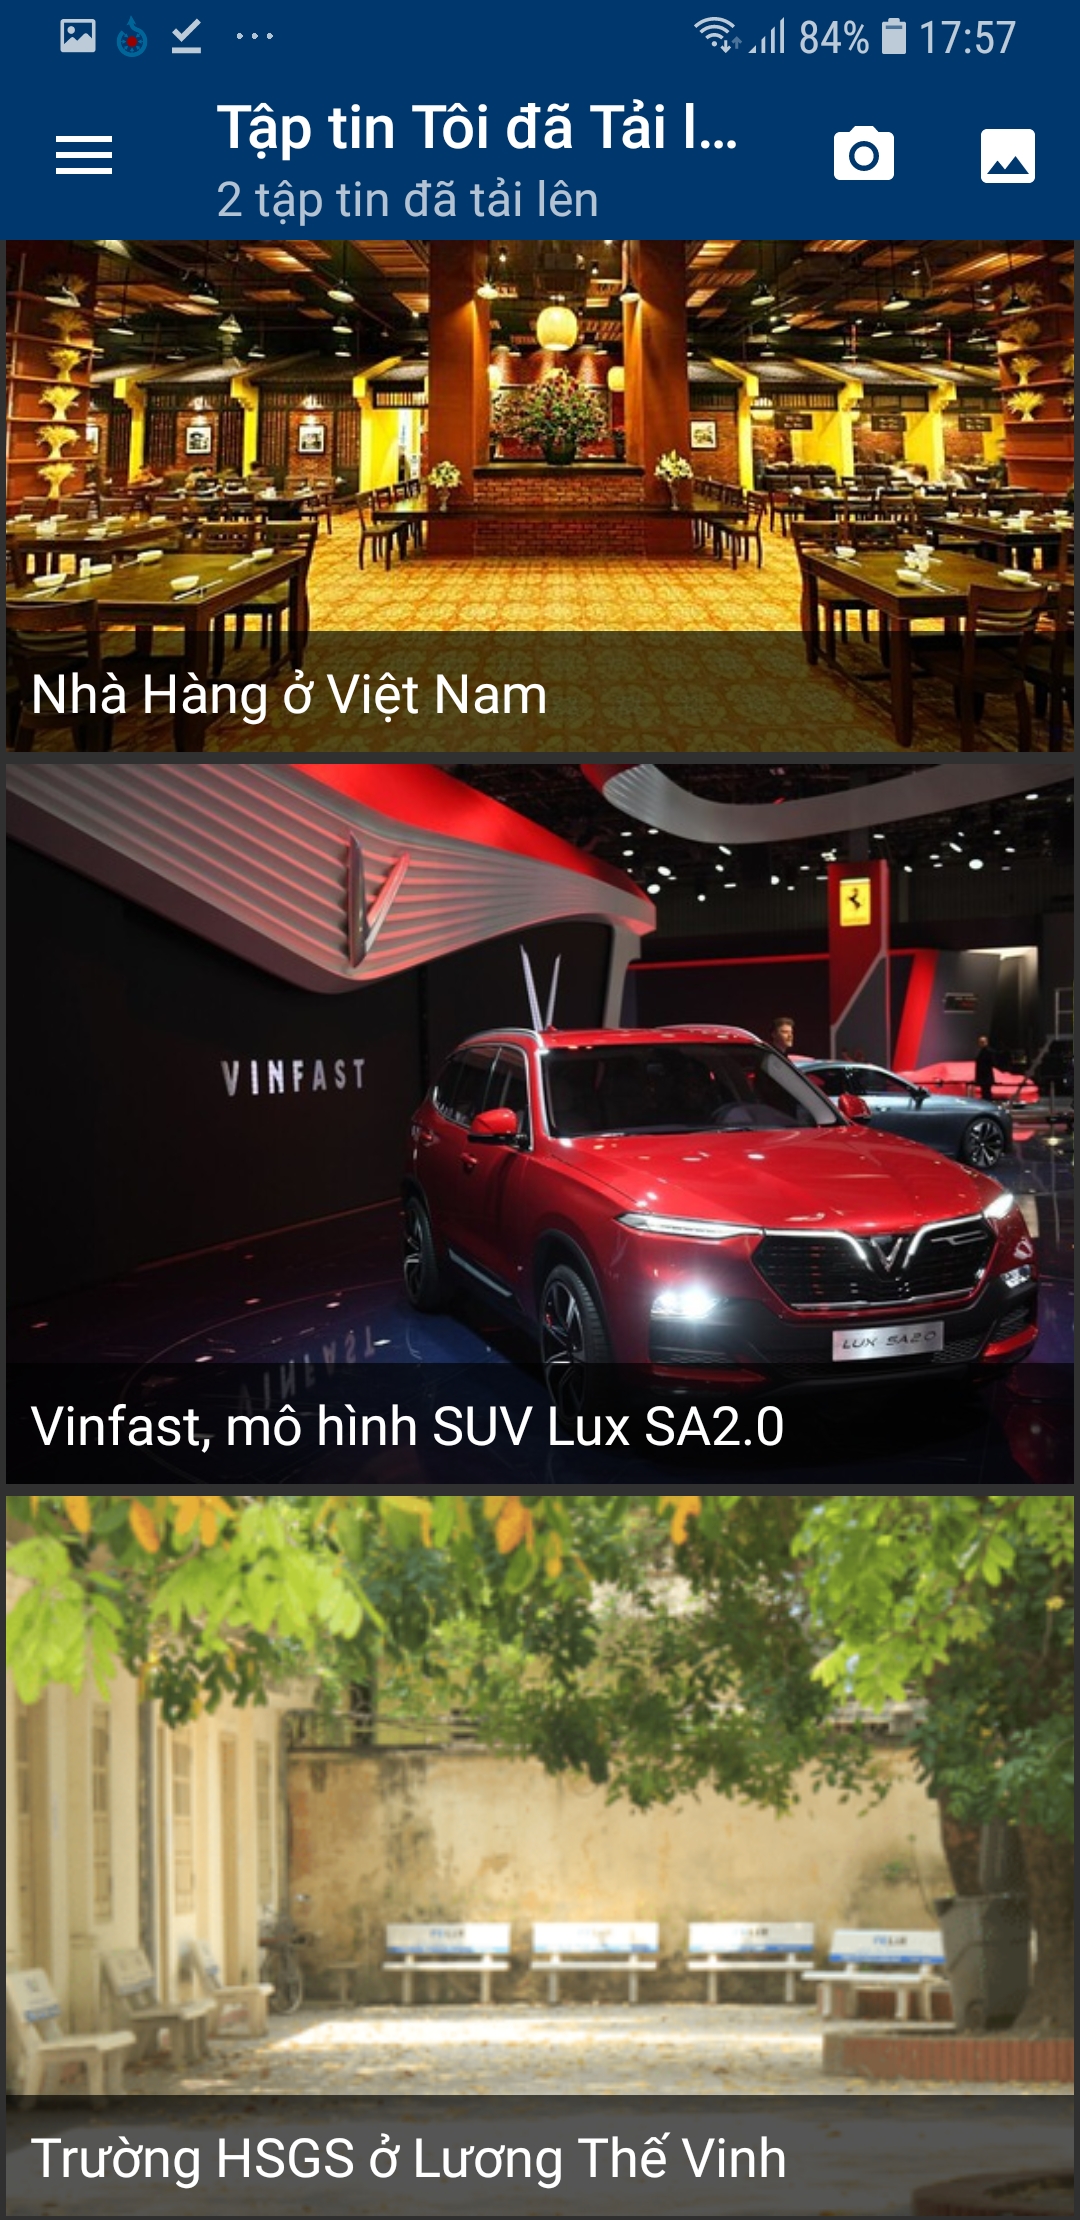 84% 17:57
Tập tin Tôi đã Tải l...
2 tập tin đã tải lên
Nhà Hàng ở Việt Nam
VINFAST
LUX SA2.0
Vinfast, mô hình SUV Lux SA2.0
Trường HSGS ở Lương Thế Vinh